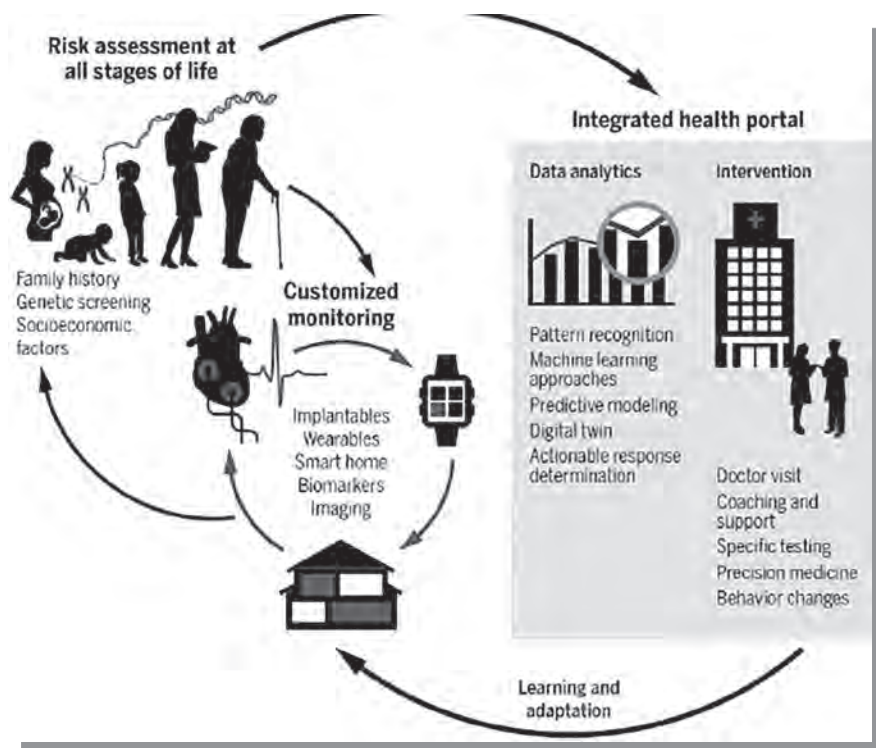 Risk assessment at
all stages of life
Family history
Genetic screening
Socioeconomic
factors
Customized
monitoring
Implantables
Wearables
Smart home
Biomarkers
Imaging
Integrated health portal
Data analytics
Pattern recognition
Machine learning
approaches
Predictive modeling
Digital twin
Actionable response
determination
Intervention
Doctor visit
Coaching and
support
Specific testing
Precision medicine
Behavior changes
Learning and
adaptation